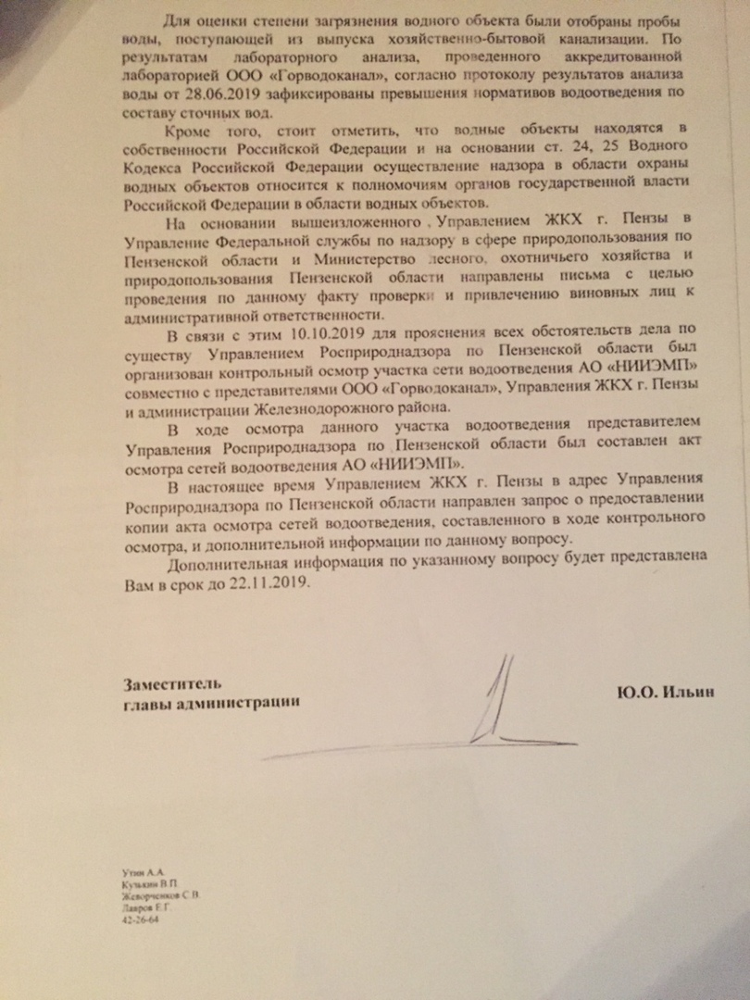 Для оценки степени загрязнения водного объекта были отобраны пробы
воды, поступающей из выпуска хозяйственно-бытовой канализации. По
результатам лабораторного анализа, проведенного аккредитованной
лабораторией ООО «Горводоканал», согласно протоколу результатов анализа
воды от 28.06.2019 зафиксированы превышения нормативов водоотведения по
составу сточных вод.
Кроме того, стоит отметить, что водные объекты находятся в
собственности Российской Федерации и на основании ст. 24, 25 Водного
Кодекса Российской Федерации осуществление надзора в области охраны
водных объектов относится к полномочиям органов государственной власти
Российской Федерации в области водных объектов.
На основании вышеизложенного , Управлением ЖКХ г. Пензы в
Управление Федеральной службы по надзору в сфере природопользования по
Пензенской области и Министерство лесного, охотничьего хозяйства и
природопользования Пензенской области направлены письма с целью
проведения по данному факту проверки и привлечению виновных лиц к
административной ответственности.
В связи с этим 10.10.2019 для прояснения всех обстоятельств дела по
существу Управлением Росприроднадзора по Пензенской области был
организован контрольный осмотр участка сети водоотведения АО «НИИЭМП»
совместно с представителями ООО «Горводоканал», Управления ЖКХ г. Пензы
и администрации Железнодорожного района.
В ходе осмотра данного участка водоотведения представителем
Управления Росприроднадзора по Пензенской области был составлен акт
осмотра сетей водоотведения АО «НИИЭМП».
В настоящее время Управлением ЖКХ г. Пензы в адрес Управления
Росприроднадзора по Пензенской области направлен запрос о предоставлении
копии акта осмотра сетей водоотведения, составленного в ходе контрольного
осмотра, и дополнительной информации по данному вопросу.
Дополнительная информация по указанному вопросу будет представлена
Вам в срок до 22.11.2019.
Заместитель
главы администрации
Ю.О. Ильин
Утин А.А.
Кузькин В.П.
Жеворченков С.В.
Лавров Е.Г.
42-26-64